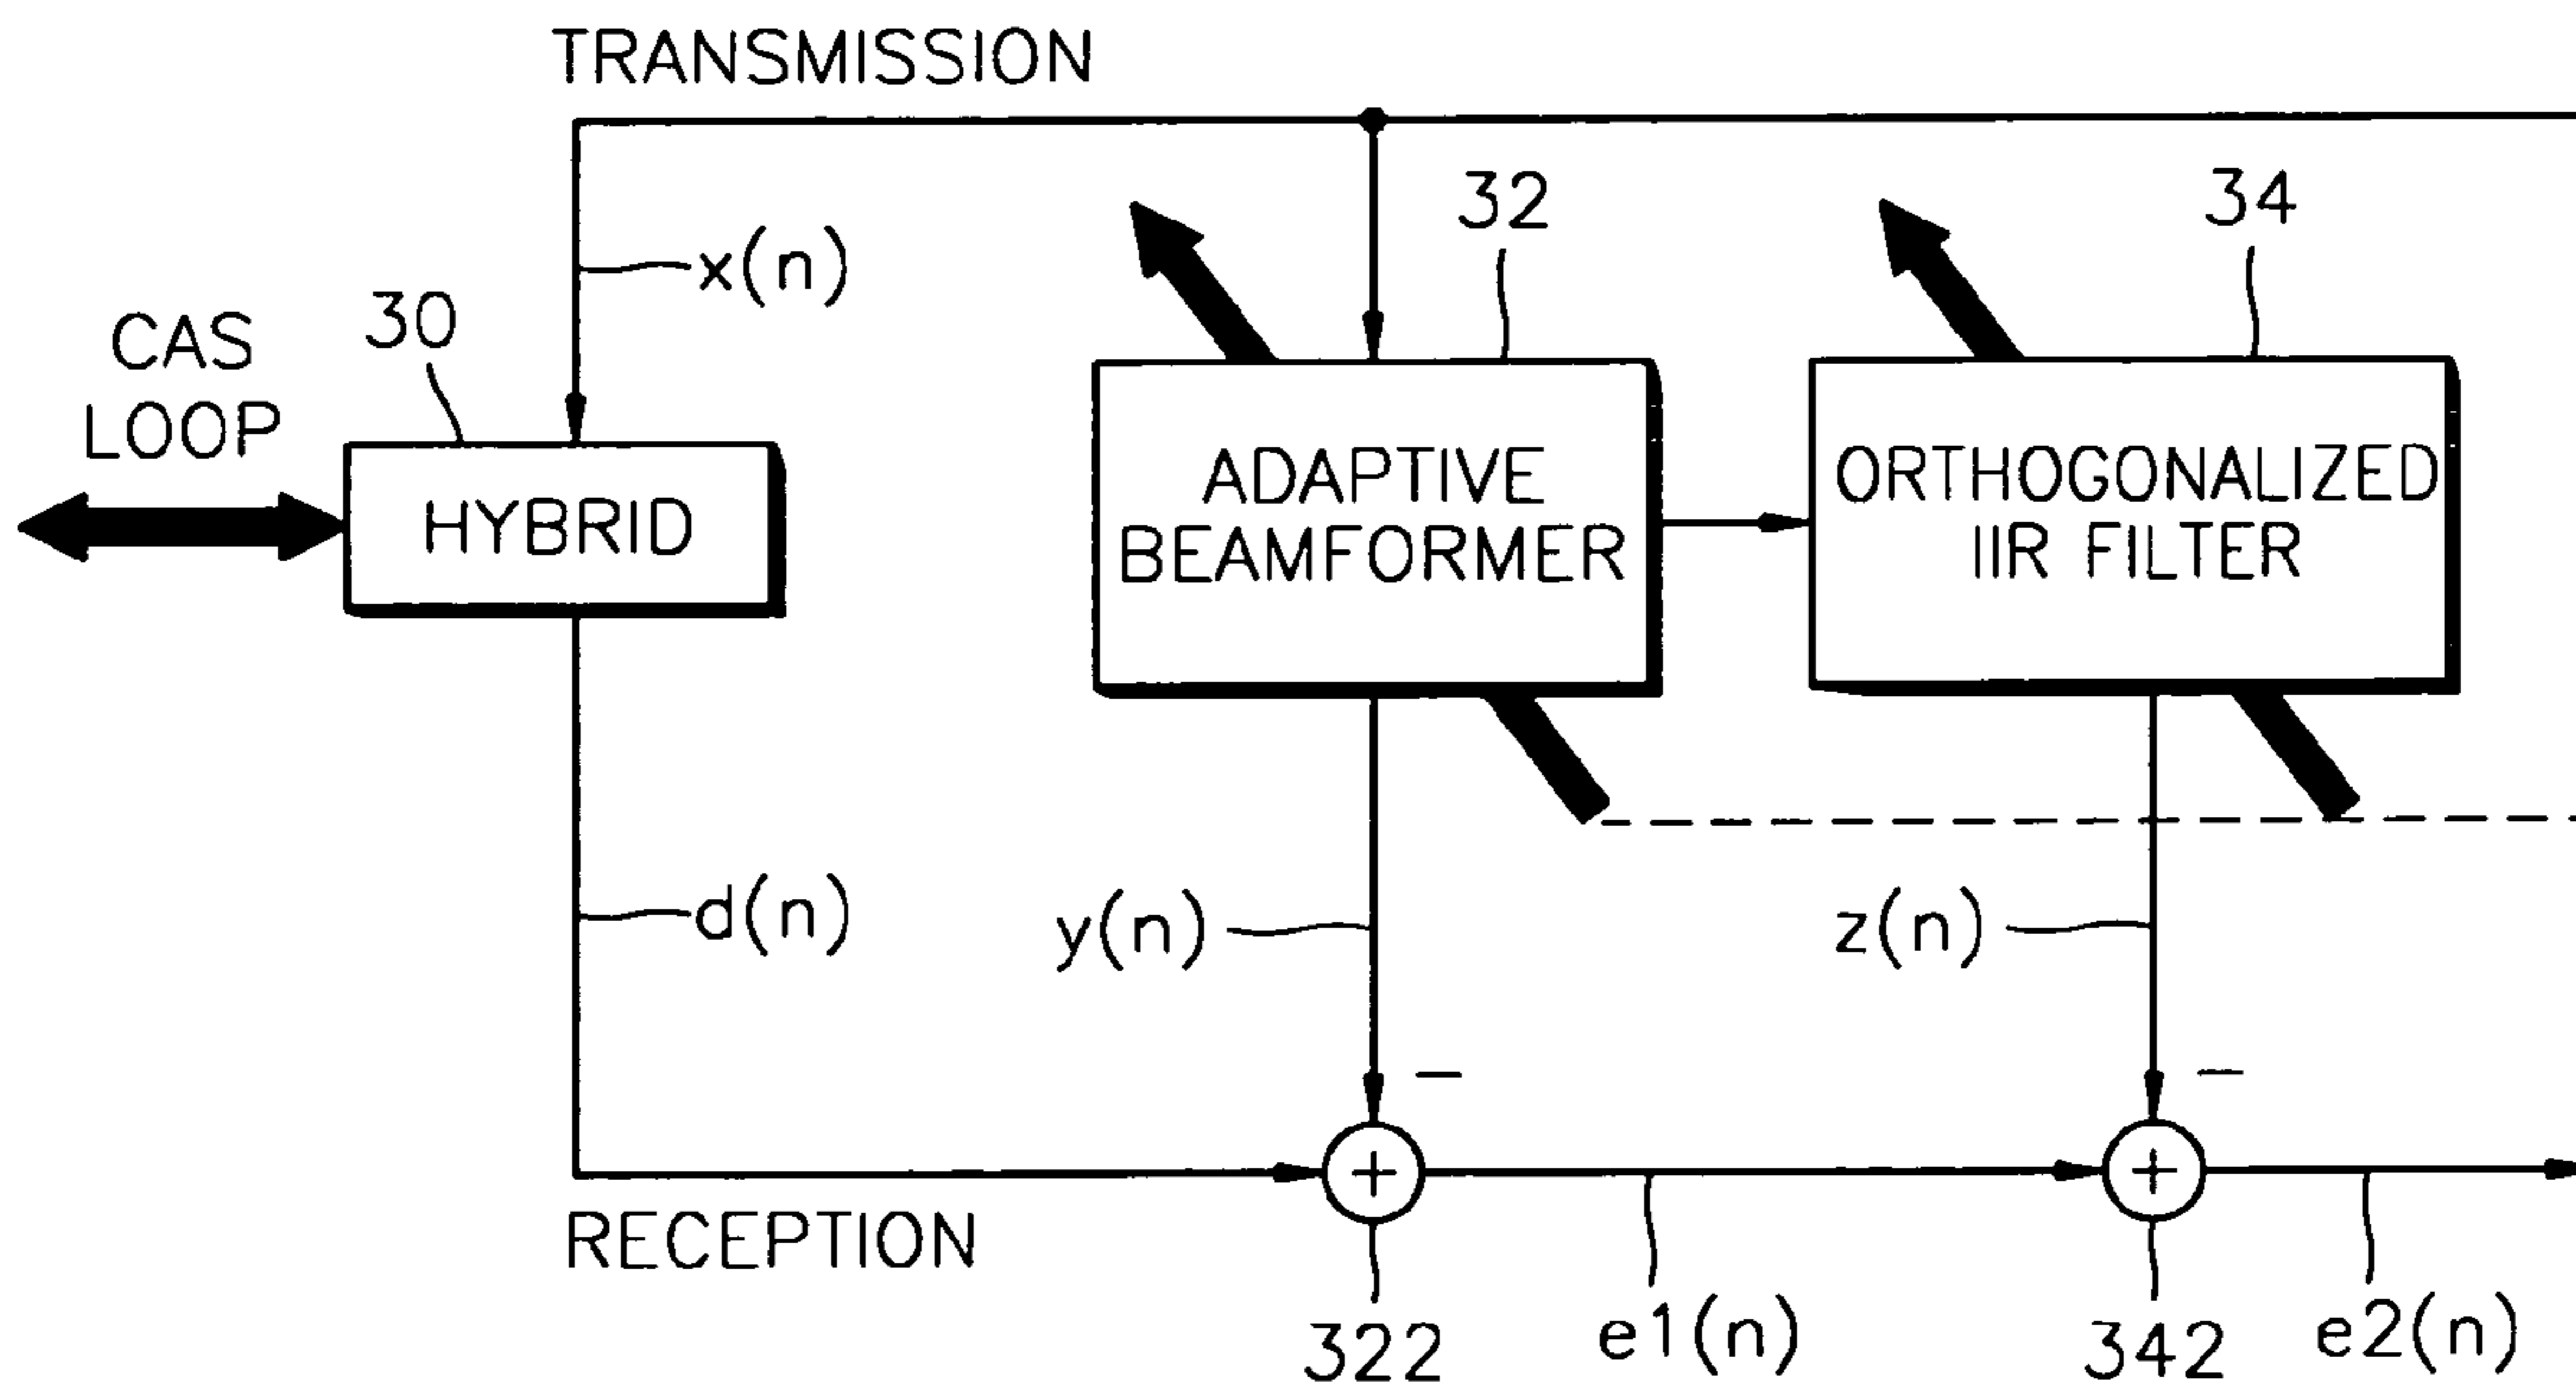 TRANSMISSION
x(n)
32
34
CAS
LOOP
30
HYBRID
ADAPTIVE
BEAMFORMER
ORTHOGONALIZED
IIR FILTER
d(n)
y(n)
z(n)
−
−
+
+
RECEPTION
322
e1(n)
342
e2(n)